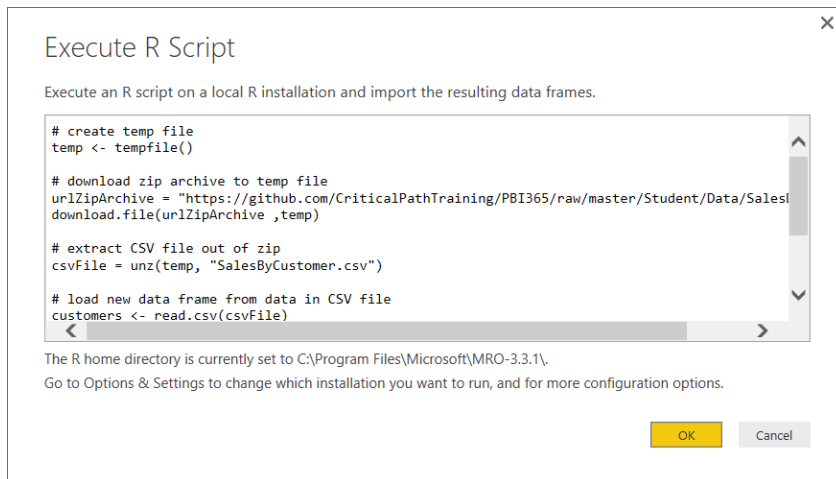 Execute R Script
Execute an R script on a local R installation and import the resulting data frames.
# create temp file
temp <- tempfile()
# download zip archive to temp file
urlZipArchive = "https://github.com/CriticalPathTraining/PBI365/raw/master/Student/Data/Sales
download.file(urlZipArchive ,temp)
# extract CSV file out of zip
csvFile = unz(temp, "SalesByCustomer.csv")
# load new data frame from data in CSV file
customers <- read.csv(csvFile)
The R home directory is currently set to C:\Program Files\Microsoft\MRO-3.3.1\.
Go to Options & Settings to change which installation you want to run, and for more configuration options.
OK
Cancel